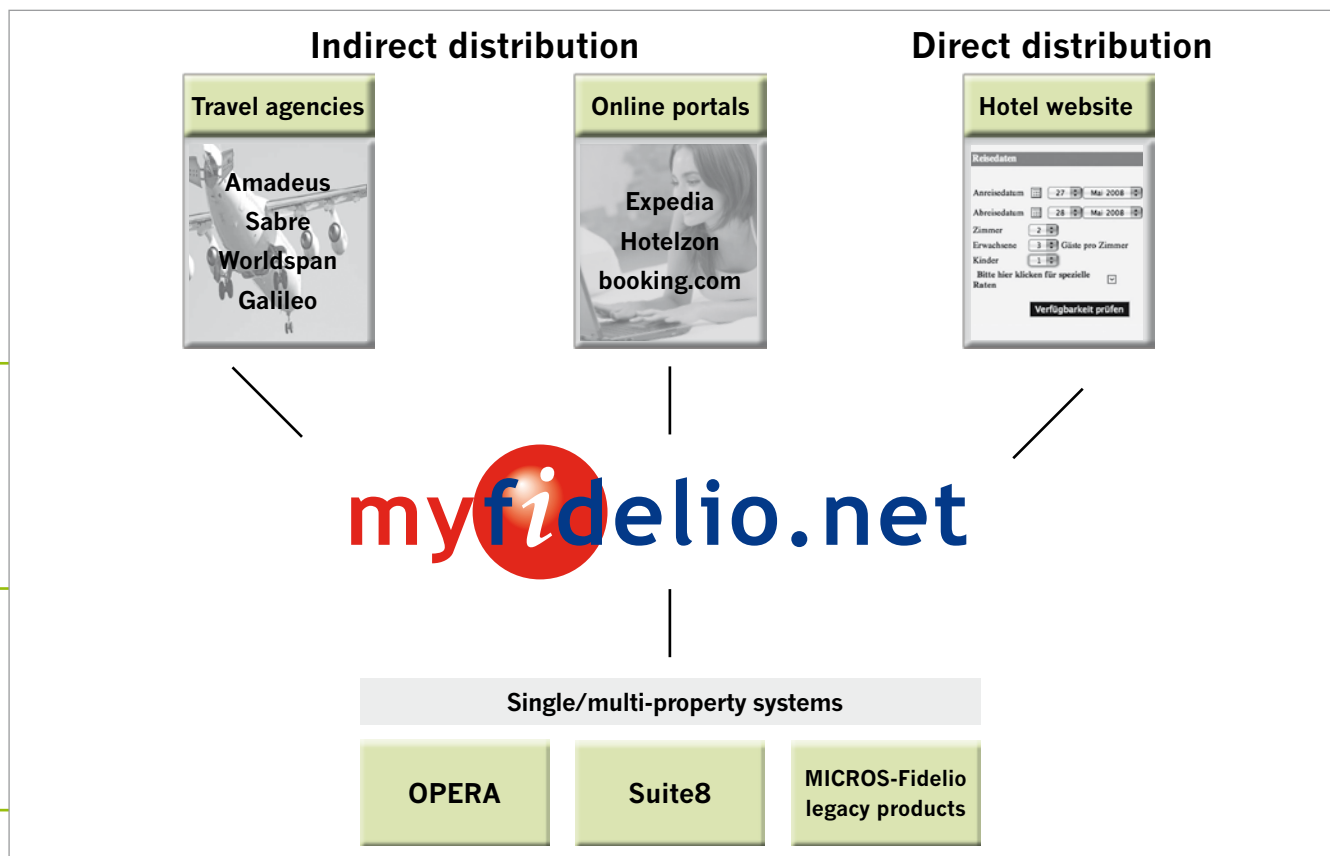 Indirect distribution
Direct distribution
Travel agencies
Amadeus
Sabre
Worldspan
Galileo
Online portals
Expedia
Hotelzon
booking.com
Hotel website
Reisedaten
Anreisedatum 27 Mai 2008
Abreisedatum 28 Mai 2008
Zimmer 2
Erwachsene 3 Gäste pro Zimmer
Kinder 1
Bitte hier klicken für spezielle
Raten
Verfügbarkeit prüfen
myfidelio.net
Single/multi-property systems
OPERA
Suite8
MICROS-Fidelio
legacy products